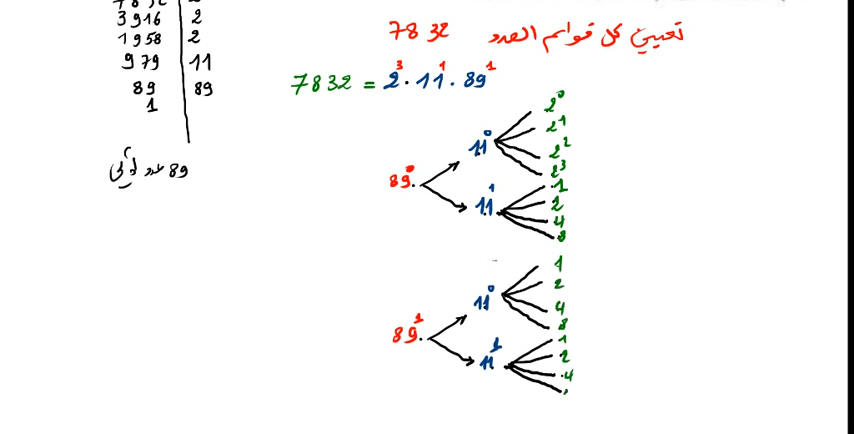 7832 | 2
3916 | 2
1958 | 2
979 | 11
89 | 89
1
89 عدد أولي
تعيين كل قواسم العدد 7832
7832 = 2³ · 11¹ · 89¹
89⁰
11⁰
2⁰
2¹
2²
2³
11¹
1
2
4
8
89¹
11⁰
1
2
4
8
11¹
1
2
4